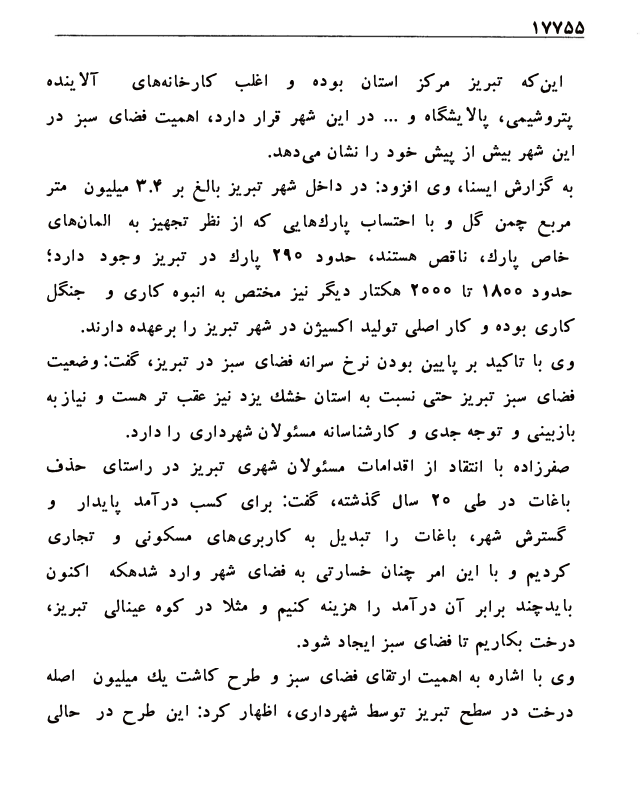 ۱۷۷۵۵
این‌که تبریز مرکز استان بوده و اغلب کارخانه‌های آلاینده
پتروشیمی، پالایشگاه و ... در این شهر قرار دارد، اهمیت فضای سبز در
این شهر بیش از پیش خود را نشان می‌دهد.
به گزارش ایسنا، وی افزود: در داخل شهر تبریز بالغ بر ۳.۴ میلیون متر
مربع چمن گل و با احتساب پارك‌هایی که از نظر تجهیز به المان‌های
خاص پارك، ناقص هستند، حدود ۲۹۰ پارك در تبریز وجود دارد؛
حدود ۱۸۰۰ تا ۲۰۰۰ هکتار دیگر نیز مختص به انبوه کاری و جنگل
کاری بوده و کار اصلی تولید اکسیژن در شهر تبریز را برعهده دارند.
وی با تاکید بر پایین بودن نرخ سرانه فضای سبز در تبریز، گفت: وضعیت
فضای سبز تبریز حتی نسبت به استان خشك یزد نیز عقب تر هست و نیاز به
بازبینی و توجه جدی و کارشناسانه مسئولان شهرداری را دارد.
صفرزاده با انتقاد از اقدامات مسئولان شهری تبریز در راستای حذف
باغات در طی ۲۰ سال گذشته، گفت: برای کسب درآمد پایدار و
گسترش شهر، باغات را تبدیل به کاربری‌های مسکونی و تجاری
کردیم و با این امر چنان خسارتی به فضای شهر وارد شدهکه اکنون
بایدچند برابر آن درآمد را هزینه کنیم و مثلا در کوه عینالی تبریز،
درخت بکاریم تا فضای سبز ایجاد شود.
وی با اشاره به اهمیت ارتقای فضای سبز و طرح کاشت یك میلیون اصله
درخت در سطح تبریز توسط شهرداری، اظهار کرد: این طرح در حالی